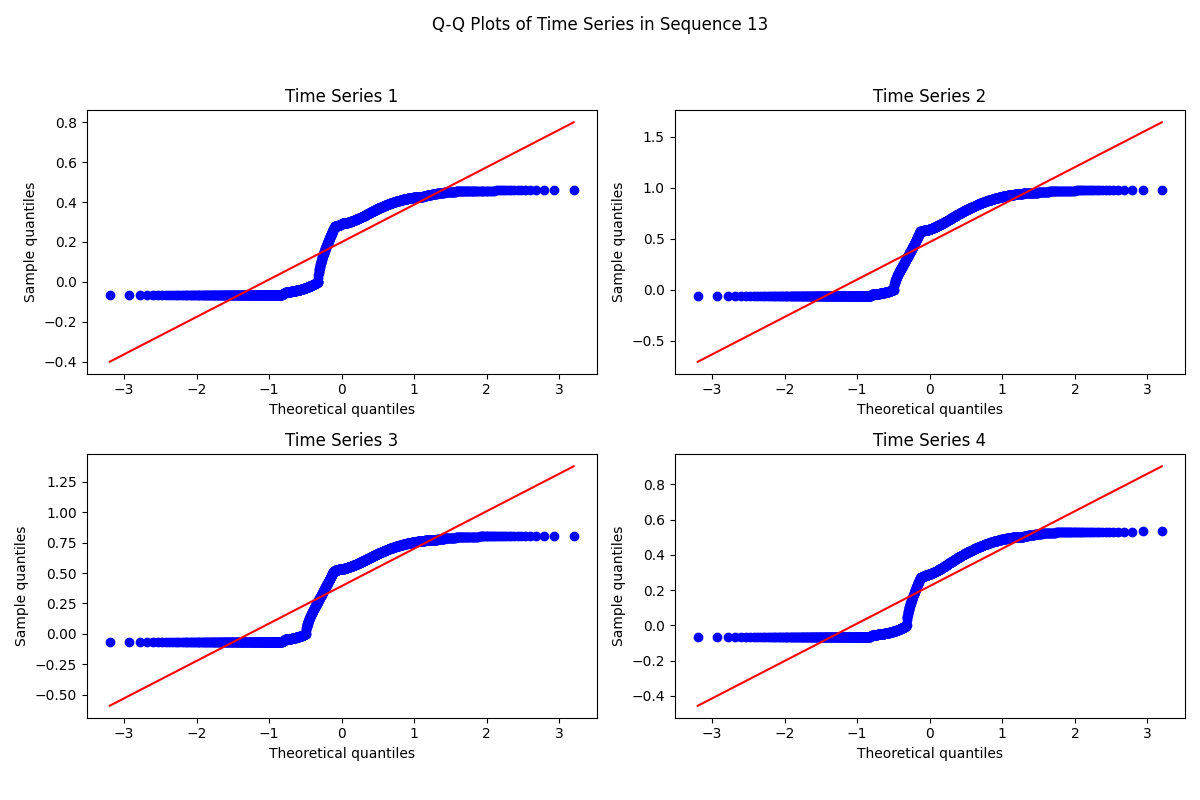 Q-Q Plots of Time Series in Sequence 13
Time Series 1
0.8
0.6
0.4
0.2
0.0
−0.2
−0.4
Sample quantiles
−3 −2 −1 0 1 2 3
Theoretical quantiles
Time Series 2
1.5
1.0
0.5
0.0
−0.5
Sample quantiles
−3 −2 −1 0 1 2 3
Theoretical quantiles
Time Series 3
1.25
1.00
0.75
0.50
0.25
0.00
−0.25
−0.50
Sample quantiles
−3 −2 −1 0 1 2 3
Theoretical quantiles
Time Series 4
0.8
0.6
0.4
0.2
0.0
−0.2
−0.4
Sample quantiles
−3 −2 −1 0 1 2 3
Theoretical quantiles